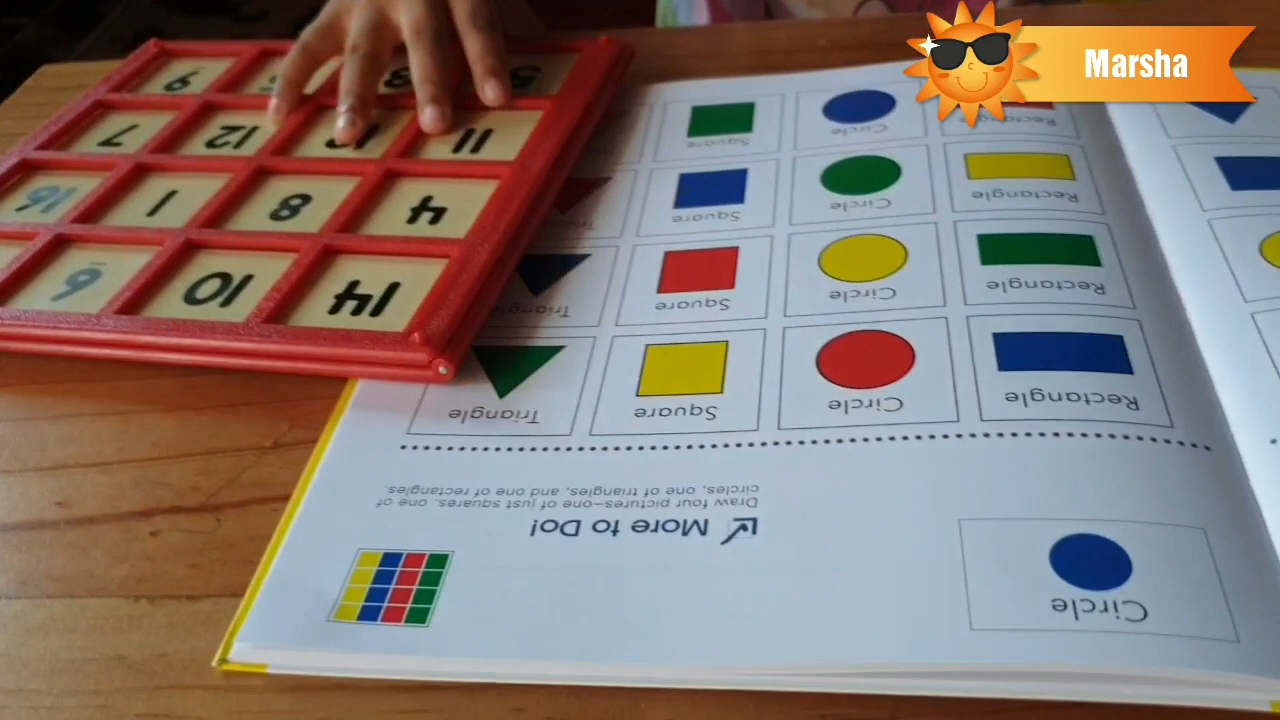 Marsha
Circle
More to Do!
Draw four pictures–one of just squares, one of
circles, one of triangles, and one of rectangles.
Rectangle Circle Square Triangle
Rectangle Circle Square
Rectangle Circle Square
Rectangle Circle Square
14 10 6
4 8 1 16
11 12 7
5 9